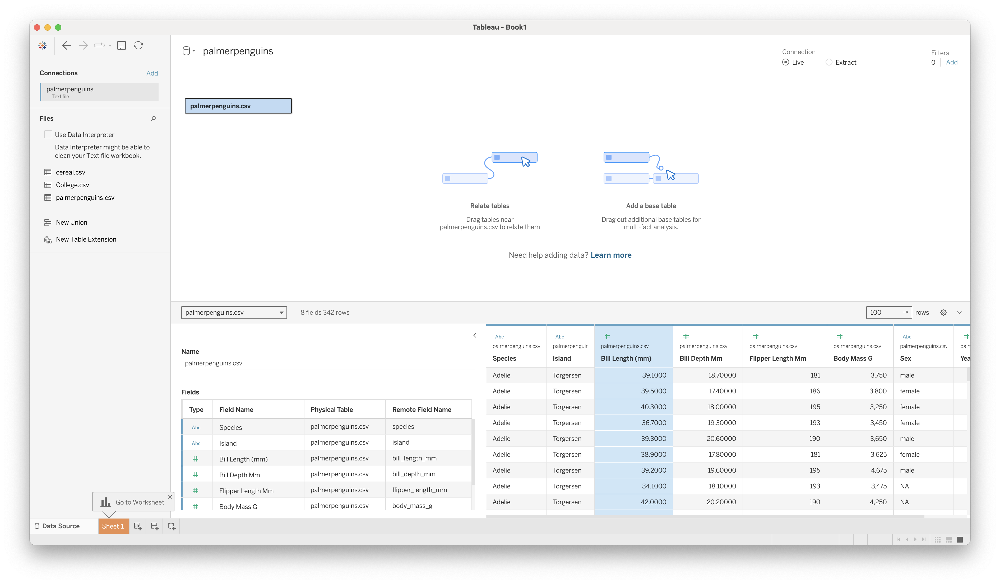 Tableau - Book1
palmerpenguins
Connection
Live
Extract
Filters
0
Add
Connections
Add
palmerpenguins
Text file
Files
Use Data Interpreter
Data Interpreter might be able to
clean your Text file workbook.
cereal.csv
College.csv
palmerpenguins.csv
New Union
New Table Extension
palmerpenguins.csv
Relate tables
Drag tables near
palmerpenguins.csv to relate them
Add a base table
Drag out additional base tables for
multi-fact analysis.
Need help adding data? Learn more
palmerpenguins.csv
8 fields 342 rows
100
rows
Name
palmerpenguins.csv
Fields
Type Field Name Physical Table Remote Field Name
Abc Species palmerpenguins.csv species
Abc Island palmerpenguins.csv island
# Bill Length (mm) palmerpenguins.csv bill_length_mm
# Bill Depth Mm palmerpenguins.csv bill_depth_mm
# Flipper Length Mm palmerpenguins.csv flipper_length_mm
# Body Mass G palmerpenguins.csv body_mass_g
Abc Abc # # # # Abc #
palmerpenguins.csv palmerpenguir palmerpenguins.csv palmerpenguins.csv palmerpenguins.csv palmerpenguins.csv palmerpenguins.csv palm
Species Island Bill Length (mm) Bill Depth Mm Flipper Length Mm Body Mass G Sex Yea
Adelie Torgersen 39.1000 18.70000 181 3,750 male
Adelie Torgersen 39.5000 17.40000 186 3,800 female
Adelie Torgersen 40.3000 18.00000 195 3,250 female
Adelie Torgersen 36.7000 19.30000 193 3,450 female
Adelie Torgersen 39.3000 20.60000 190 3,650 male
Adelie Torgersen 38.9000 17.80000 181 3,625 female
Adelie Torgersen 39.2000 19.60000 195 4,675 male
Adelie Torgersen 34.1000 18.10000 193 3,475 NA
Adelie Torgersen 42.0000 20.20000 190 4,250 NA
Go to Worksheet
Data Source
Sheet 1